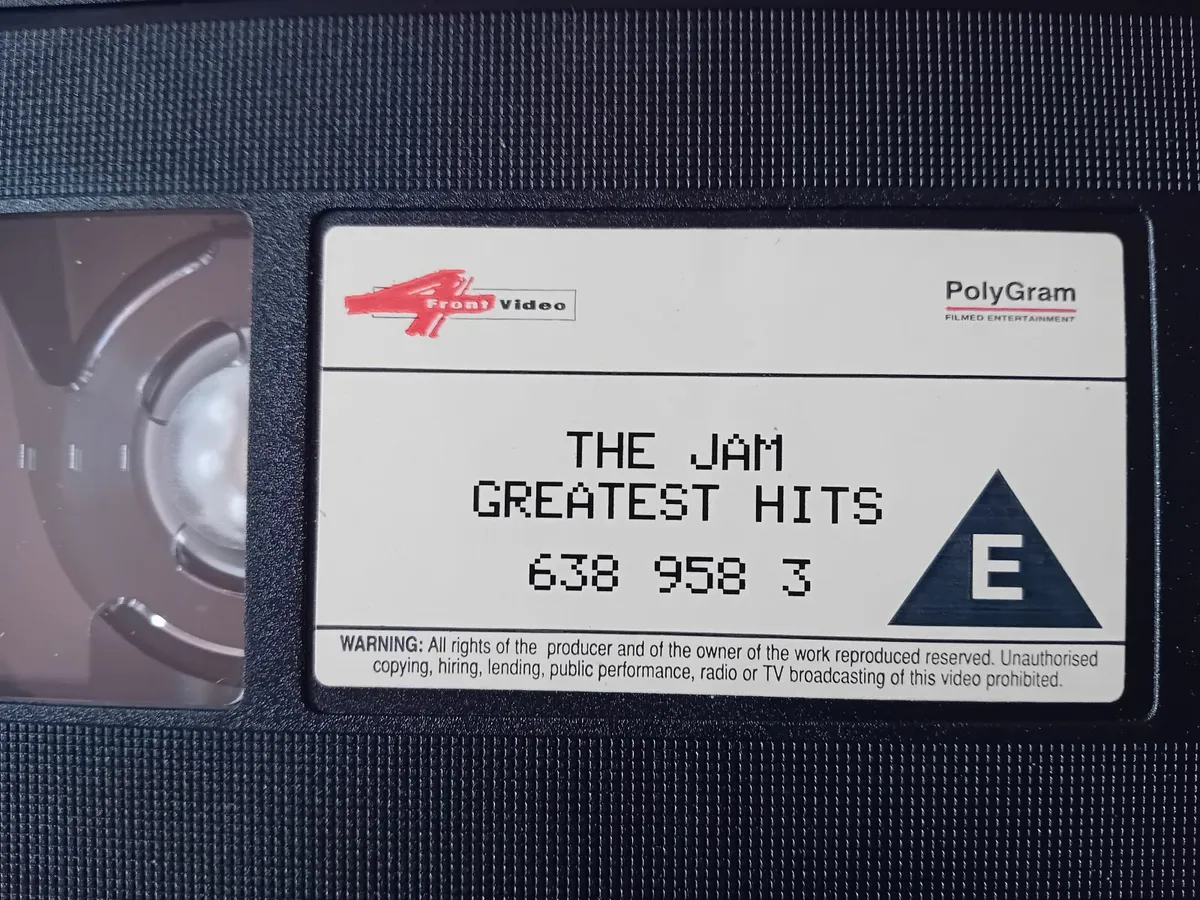 4 Front Video
PolyGram
FILMED ENTERTAINMENT
THE JAM
GREATEST HITS
638 958 3
E
WARNING: All rights of the producer and of the owner of the work reproduced reserved. Unauthorised
copying, hiring, lending, public performance, radio or TV broadcasting of this video prohibited.